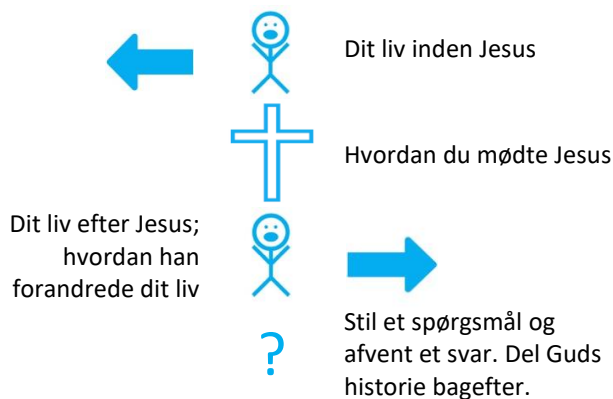 Dit liv inden Jesus
Hvordan du mødte Jesus
Dit liv efter Jesus;
hvordan han
forandrede dit liv
?
Stil et spørgsmål og
afvent et svar. Del Guds
historie bagefter.